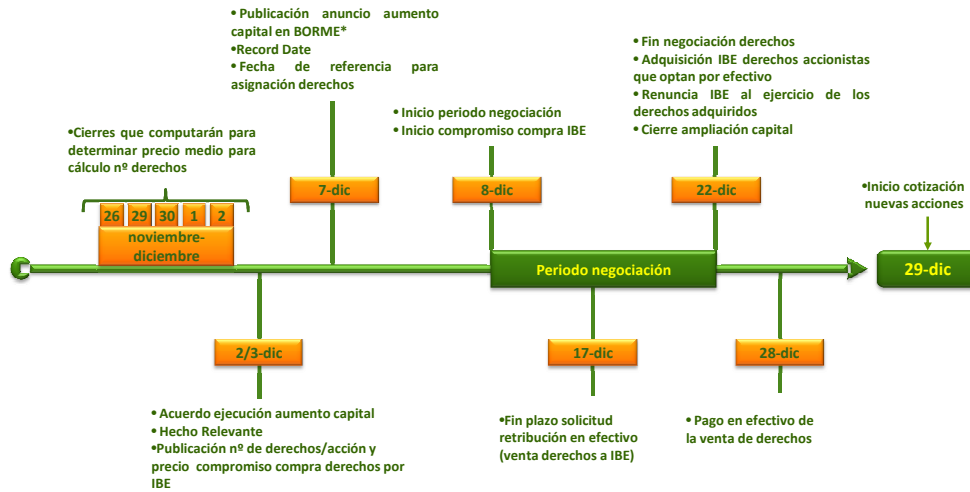 • Publicación anuncio aumento
capital en BORME*
•Record Date
• Fecha de referencia para
asignación derechos
• Fin negociación derechos
• Adquisición IBE derechos accionistas
que optan por efectivo
• Renuncia IBE al ejercicio de los
derechos adquiridos
• Cierre ampliación capital
• Inicio periodo negociación
• Inicio compromiso compra IBE
•Cierres que computarán para
determinar precio medio para
cálculo nº derechos
7-dic
8-dic
22-dic
•Inicio cotización
nuevas acciones
26 29 30 1 2
noviembre-
diciembre
Periodo negociación
29-dic
2/3-dic
17-dic
28-dic
• Acuerdo ejecución aumento capital
• Hecho Relevante
•Publicación nº de derechos/acción y
precio compromiso compra derechos por
IBE
•Fin plazo solicitud
retribución en efectivo
(venta derechos a IBE)
• Pago en efectivo de
la venta de derechos